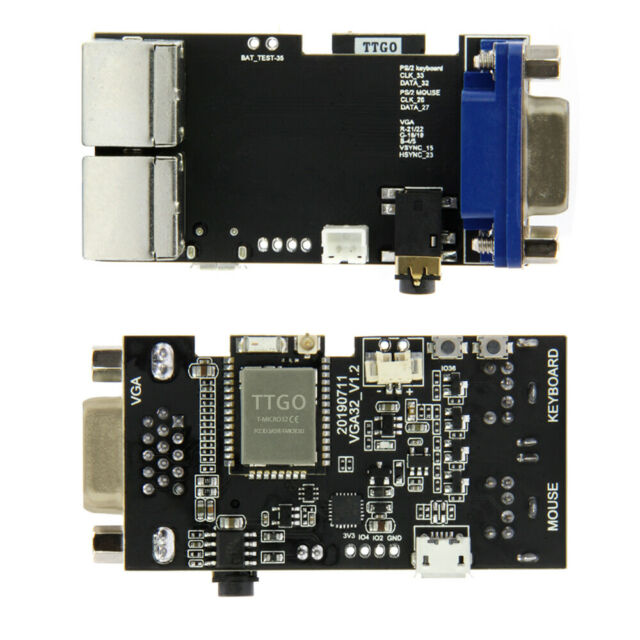 TTGO
BAT_TEST-35
PS/2 keyboard
CLK_33
DATA_32
PS/2 MOUSE
CLK_26
DATA_27
VGA
R-21/22
G-18/19
B-4/5
VSYNC_15
HSYNC_23
VGA
TTGO
T-MICRO32 CE
20190711
VGA32_V1.2
IO36
+
KEYBOARD
MOUSE
3V3 IO4 IO2 GND